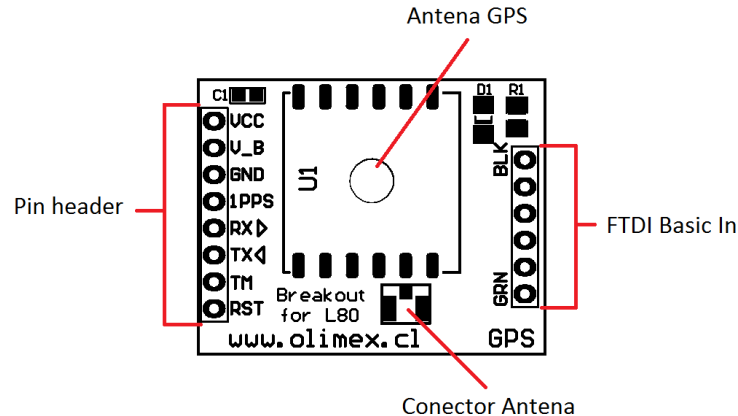 Antena GPS
C1
D1
R1
VCC
V_B
GND
1PPS
RX
TX
TM
RST
U1
BLK
GRN
Pin header
FTDI Basic In
Breakout
for L80
www.olimex.cl
GPS
Conector Antena